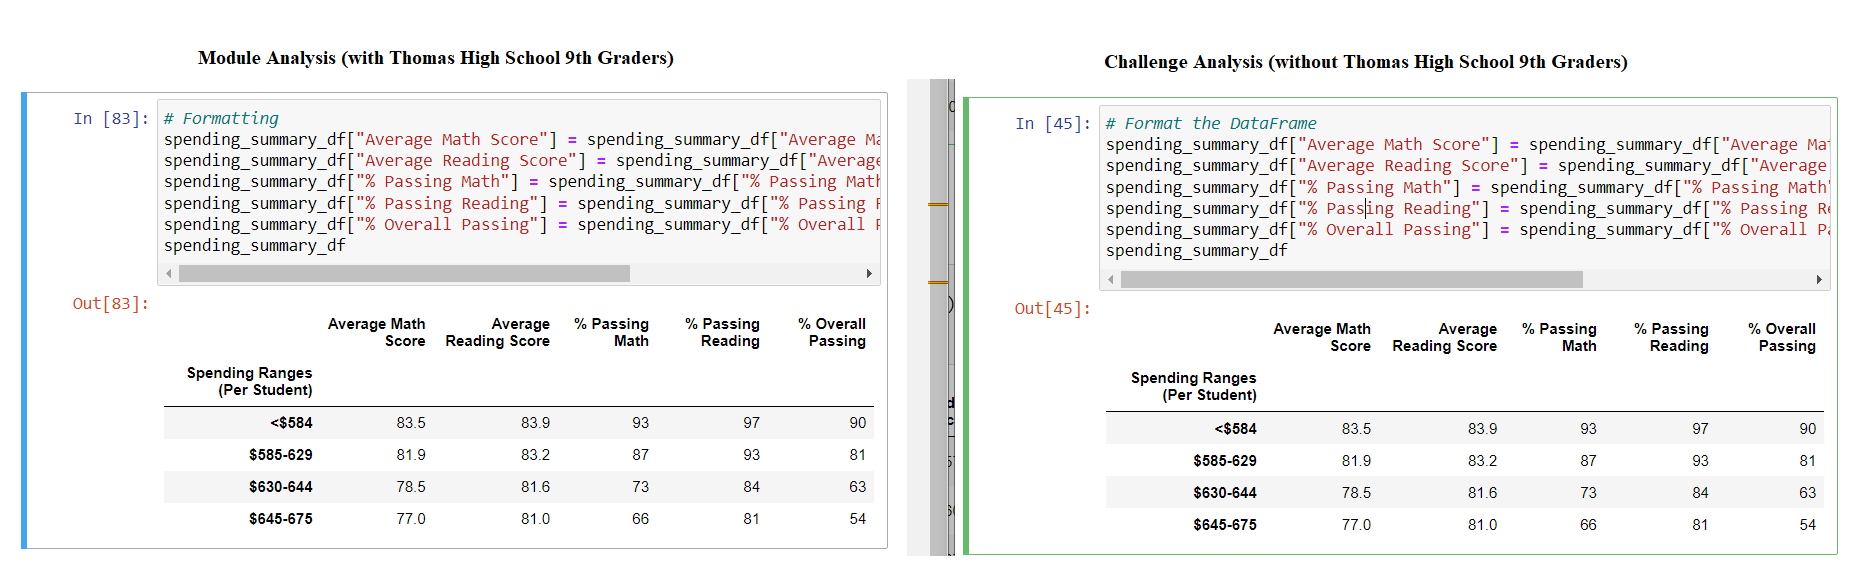 Module Analysis (with Thomas High School 9th Graders)
In [83]:
# Formatting
spending_summary_df["Average Math Score"] = spending_summary_df["Average Ma
spending_summary_df["Average Reading Score"] = spending_summary_df["Average
spending_summary_df["% Passing Math"] = spending_summary_df["% Passing Math
spending_summary_df["% Passing Reading"] = spending_summary_df["% Passing R
spending_summary_df["% Overall Passing"] = spending_summary_df["% Overall P
spending_summary_df
Out[83]:
Average Math Average % Passing % Passing % Overall
Score Reading Score Math Reading Passing
Spending Ranges
(Per Student)
<$584 83.5 83.9 93 97 90
$585-629 81.9 83.2 87 93 81
$630-644 78.5 81.6 73 84 63
$645-675 77.0 81.0 66 81 54
Challenge Analysis (without Thomas High School 9th Graders)
In [45]:
# Format the DataFrame
spending_summary_df["Average Math Score"] = spending_summary_df["Average Mat
spending_summary_df["Average Reading Score"] = spending_summary_df["Average
spending_summary_df["% Passing Math"] = spending_summary_df["% Passing Math"
spending_summary_df["% Passing Reading"] = spending_summary_df["% Passing Re
spending_summary_df["% Overall Passing"] = spending_summary_df["% Overall Pa
spending_summary_df
Out[45]:
Average Math Average % Passing % Passing % Overall
Score Reading Score Math Reading Passing
Spending Ranges
(Per Student)
<$584 83.5 83.9 93 97 90
$585-629 81.9 83.2 87 93 81
$630-644 78.5 81.6 73 84 63
$645-675 77.0 81.0 66 81 54